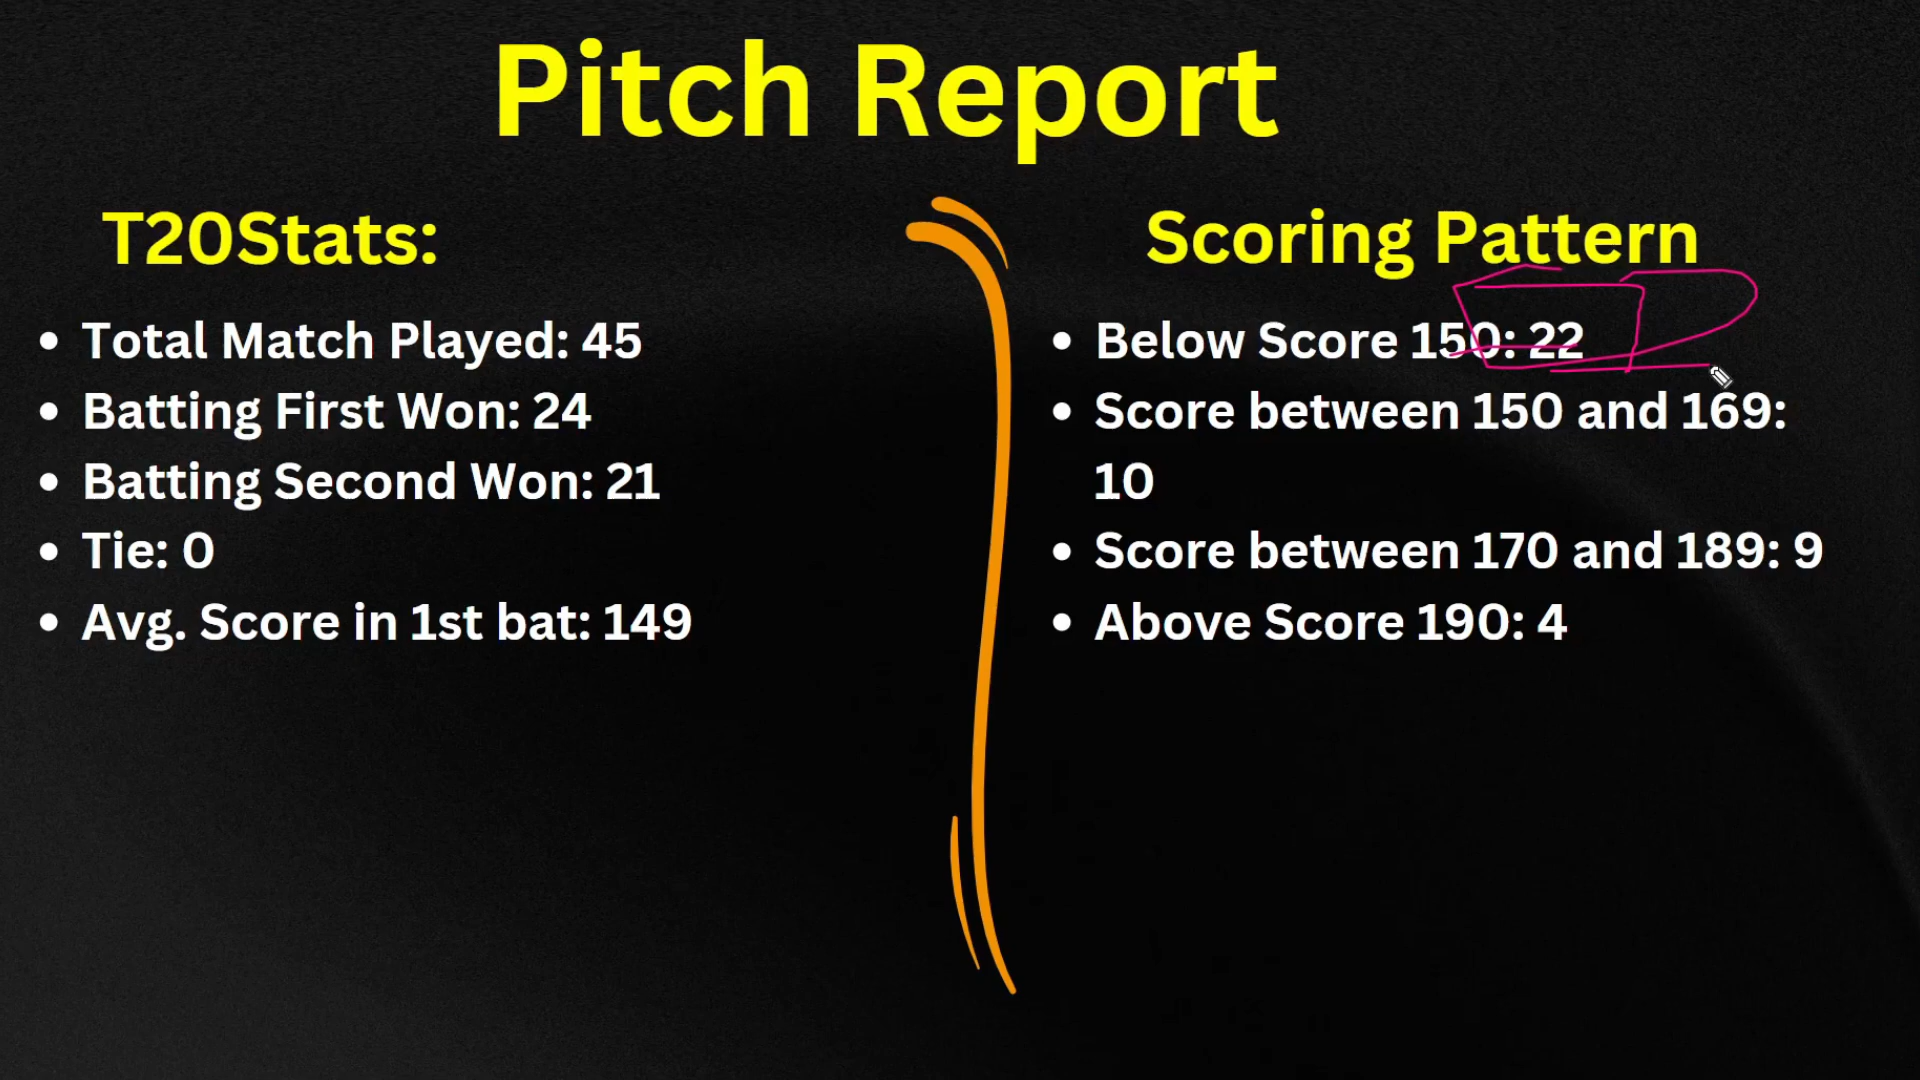 Pitch Report
T20Stats:
• Total Match Played: 45
• Batting First Won: 24
• Batting Second Won: 21
• Tie: 0
• Avg. Score in 1st bat: 149
Scoring Pattern
• Below Score 150: 22
• Score between 150 and 169:
10
• Score between 170 and 189: 9
• Above Score 190: 4